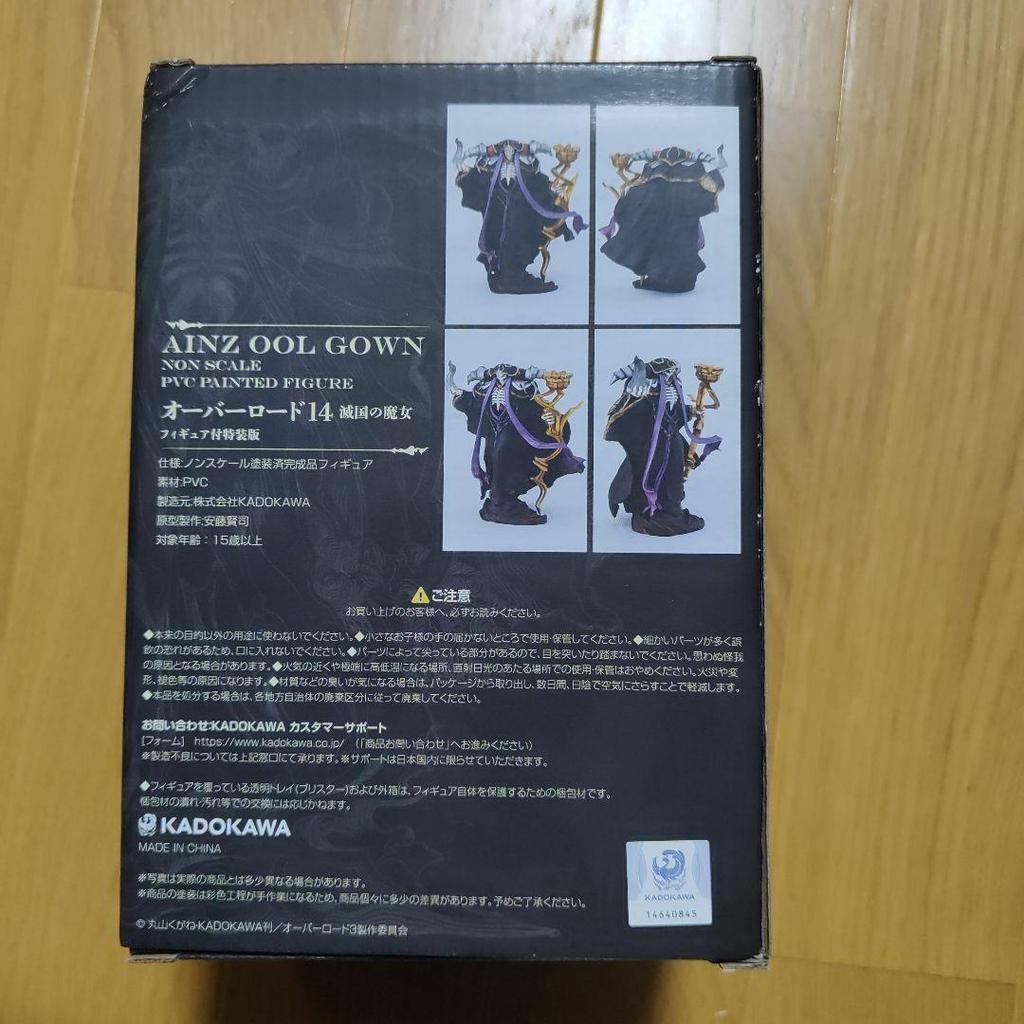 AINZ OOL GOWN
NON SCALE
PVC PAINTED FIGURE
オーバーロード14 滅国の魔女
フィギュア付特装版
仕様:ノンスケール塗装済完成品フィギュア
素材:PVC
製造元:株式会社KADOKAWA
原型製作:安藤賢司
対象年齢：15歳以上
ご注意
お買い上げのお客様へ、必ずお読みください。
◆本来の目的以外の用途に使わないでください。◆小さなお子様の手の届かないところで使用・保管してください。◆細かいパーツが多く誤
飲の恐れがあるため、口に入れないでください。◆パーツによって尖っている部分があるので、目を突いたり踏まないでください。思わぬ怪我
の原因となる場合があります。◆火気の近くや極端に高低温になる場所、直射日光のあたる場所での使用・保管はおやめください。火災や変
形、褪色等の原因になります。◆材質などの臭いが気になる場合は、パッケージから取り出し、数日間、日陰で空気にさらすことで軽減します。
◆本品を処分する場合は、各地方自治体の廃棄区分に従って廃棄してください。
お問い合わせ:KADOKAWA カスタマーサポート
[フォーム] https://www.kadokawa.co.jp/ (「商品お問い合わせ」へお進みください)
※製造不良については上記窓口にて承ります。※サポートは日本国内に限らせていただきます。
◆フィギュアを覆っている透明トレイ(ブリスター)および外箱は、フィギュア自体を保護するための梱包材です。
梱包材の潰れ・汚れ等での交換には応じかねます。
KADOKAWA
MADE IN CHINA
※写真は実際の商品とは多少異なる場合があります。
※商品の塗装は彩色工程が手作業になるため、商品個々に多少の差異があります。予めご了承ください。
© 丸山くがね・KADOKAWA刊／オーバーロード3製作委員会
KADOKAWA
14640845